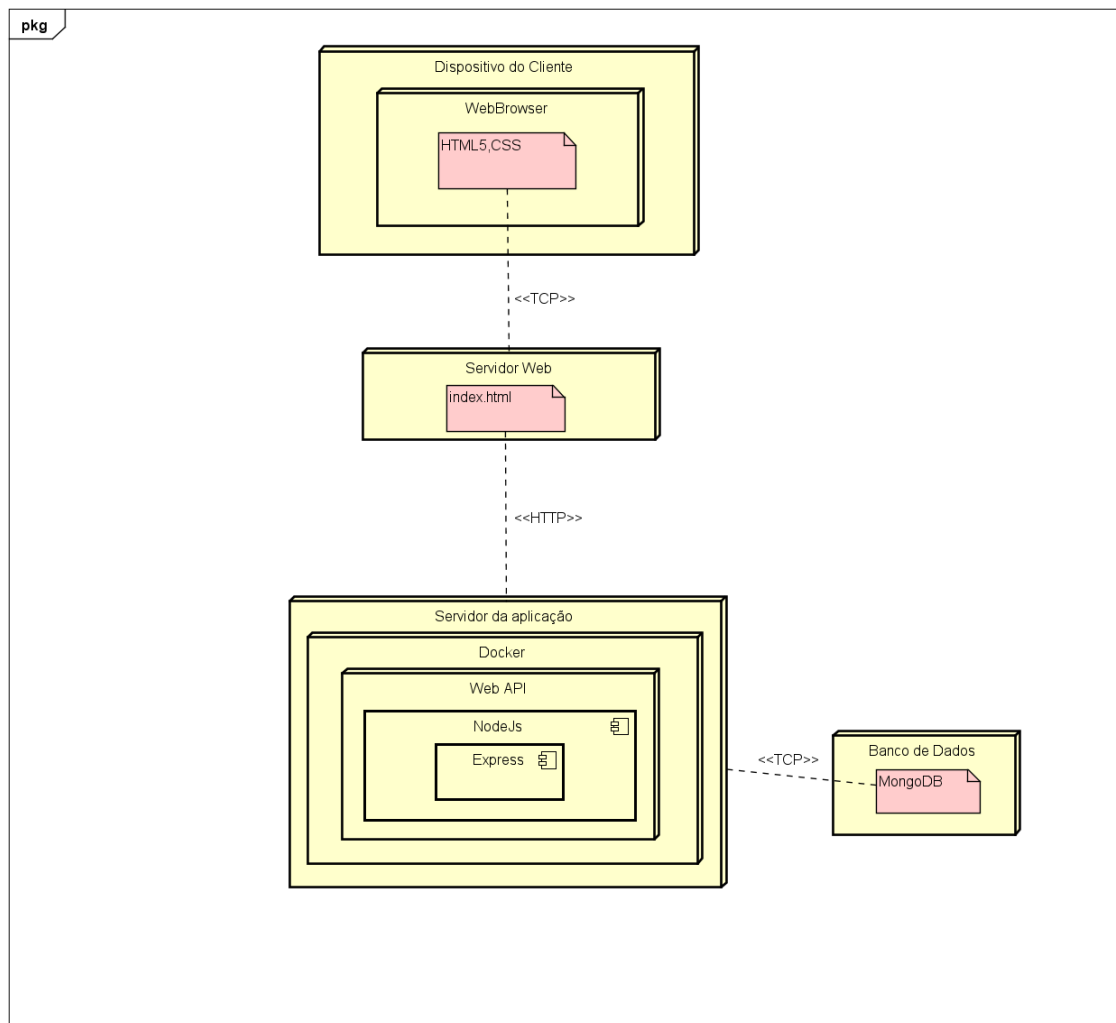 pkg
Dispositivo do Cliente
WebBrowser
HTML5,CSS
<<TCP>>
Servidor Web
index.html
<<HTTP>>
Servidor da aplicação
Docker
Web API
NodeJs
Express
<<TCP>>
Banco de Dados
MongoDB